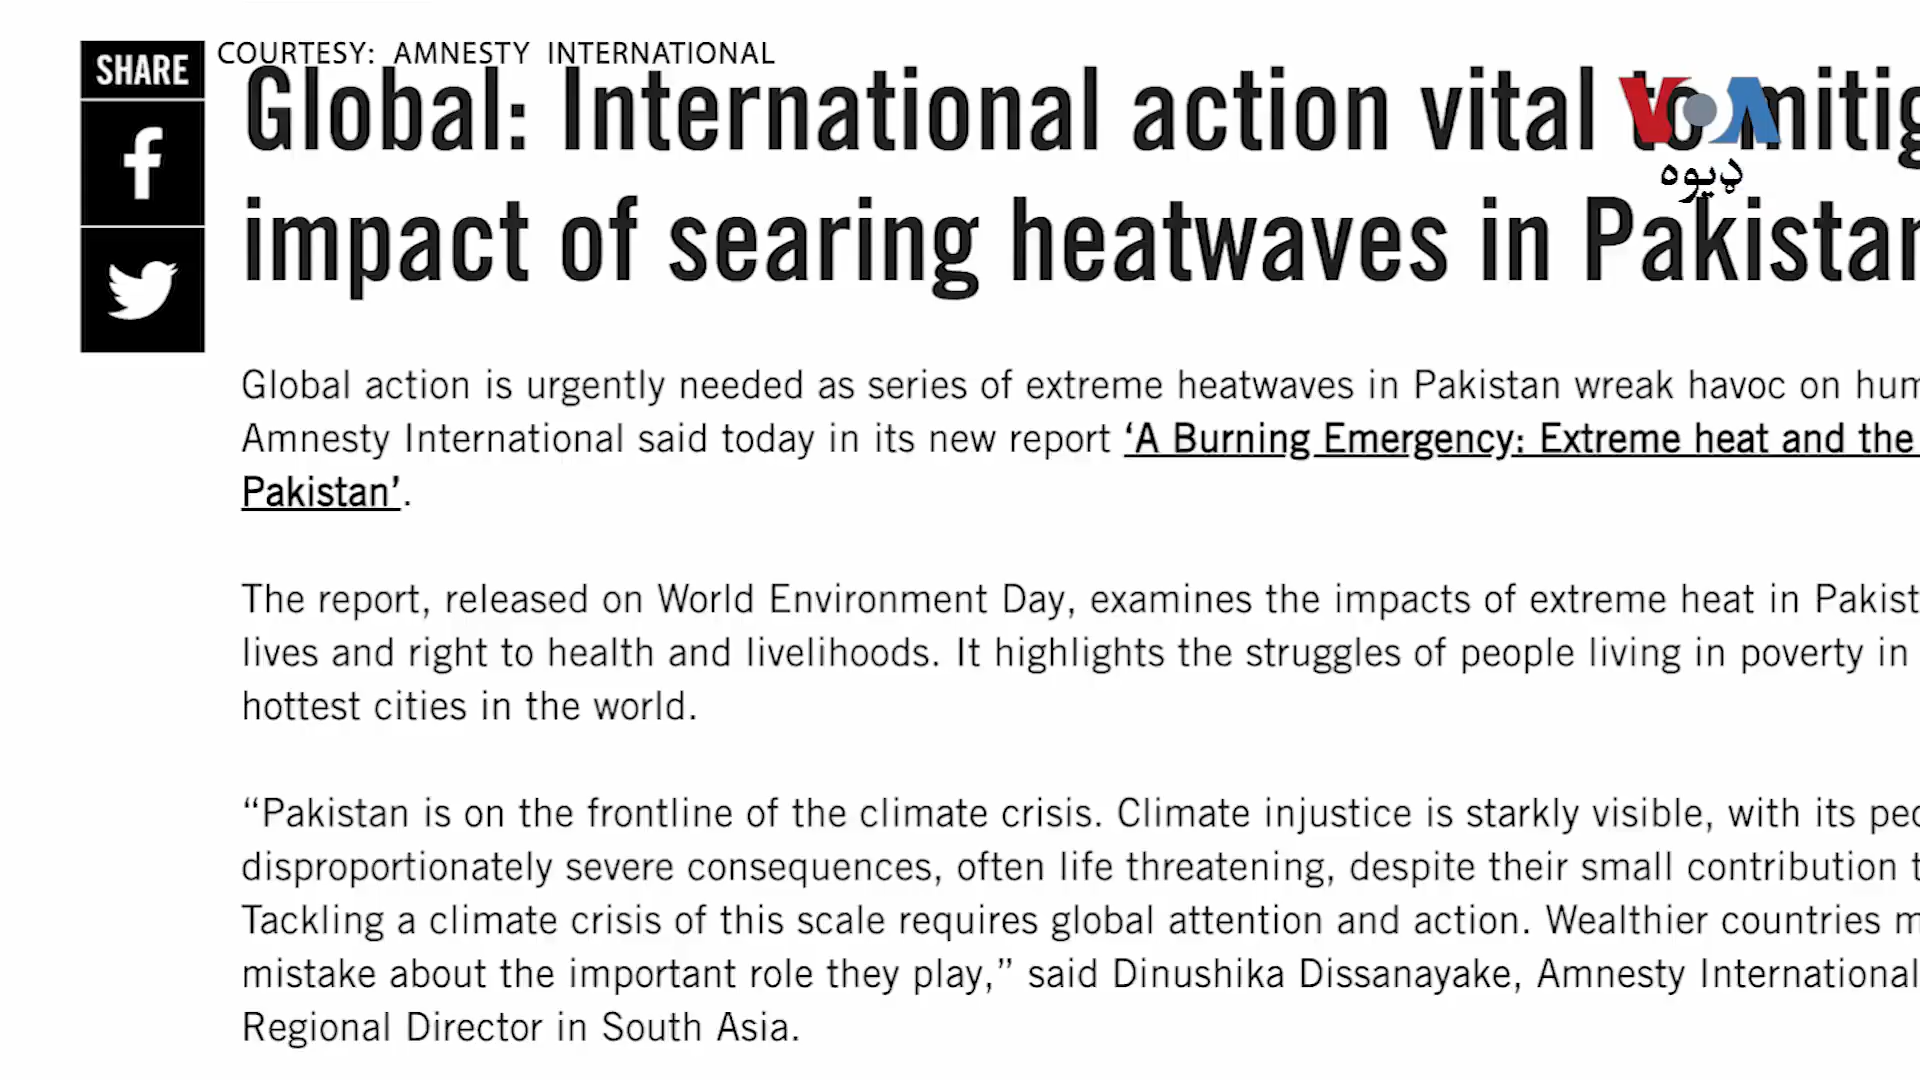 COURTESY: AMNESTY INTERNATIONAL
SHARE
Global: International action vital to mitig
impact of searing heatwaves in Pakistan
VOA
ډیوه
Global action is urgently needed as series of extreme heatwaves in Pakistan wreak havoc on hum
Amnesty International said today in its new report ‘A Burning Emergency: Extreme heat and the
Pakistan’.
The report, released on World Environment Day, examines the impacts of extreme heat in Pakist
lives and right to health and livelihoods. It highlights the struggles of people living in poverty in
hottest cities in the world.
“Pakistan is on the frontline of the climate crisis. Climate injustice is starkly visible, with its peo
disproportionately severe consequences, often life threatening, despite their small contribution t
Tackling a climate crisis of this scale requires global attention and action. Wealthier countries m
mistake about the important role they play,” said Dinushika Dissanayake, Amnesty International
Regional Director in South Asia.